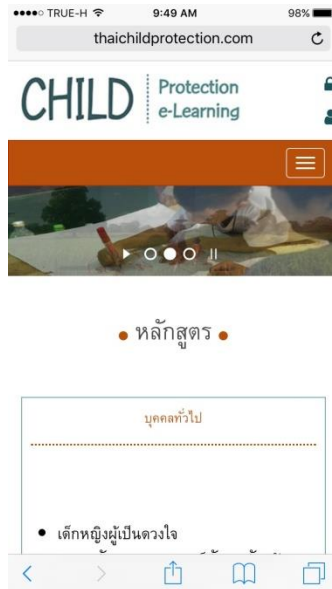 TRUE-H 9:49 AM 98%
thaichildprotection.com
CHILD Protection
e-Learning
หลักสูตร
บุคคลทั่วไป
เด็กหญิงผู้เป็นดวงใจ